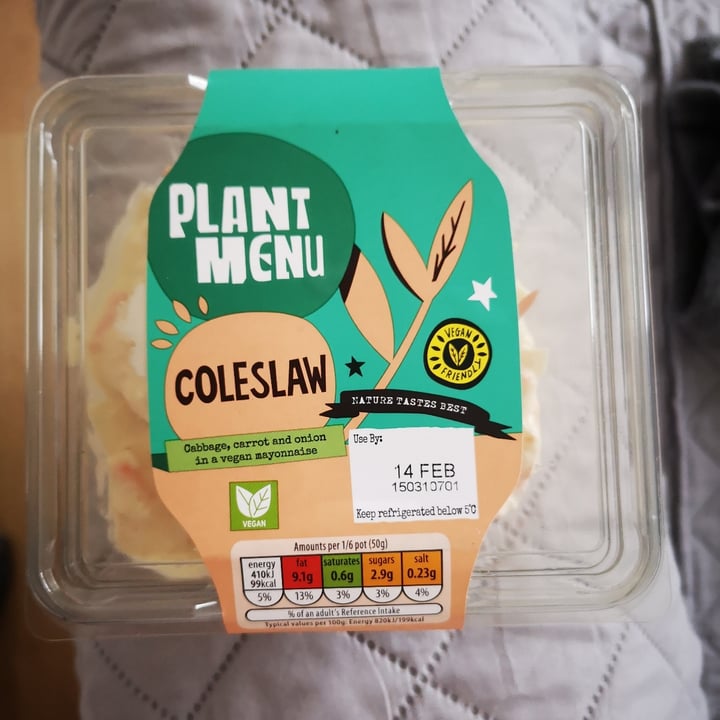 PLANT
MENU
COLESLAW
VEGAN
FRIENDLY
NATURE TASTES BEST
Cabbage, carrot and onion
in a vegan mayonnaise
Use By:
14 FEB
150310701
Keep refrigerated below 5°C
VEGAN
Amounts per 1/6 pot (50g)
energy 410kJ 99kcal 5%
fat 9.1g 13%
saturates 0.6g 3%
sugars 2.9g 3%
salt 0.23g 4%
% of an adult's Reference Intake
Typical values per 100g: Energy 820kJ/199kcal